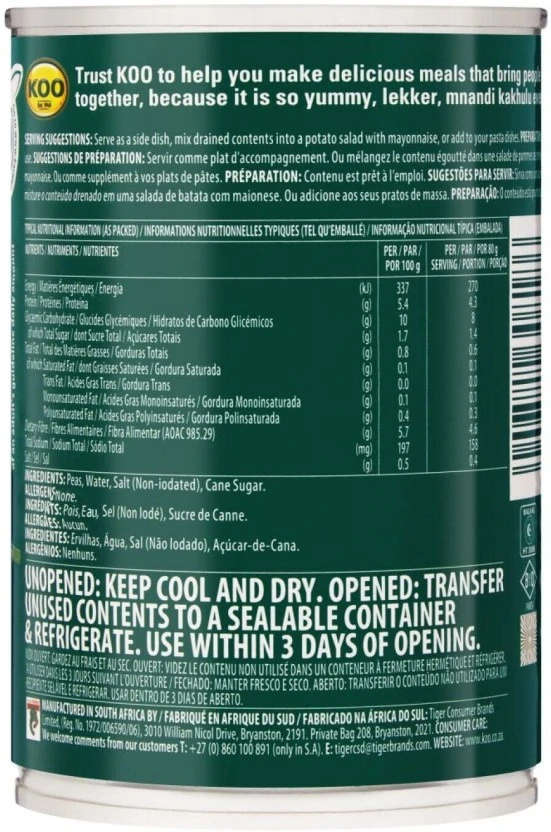 KOO
Trust KOO to help you make delicious meals that bring people
together, because it is so yummy, lekker, mnandi kakhulu
SERVING SUGGESTIONS: Serve as a side dish, mix drained contents into a potato salad with mayonnaise, or add to your pasta dishes.
use. SUGGESTIONS DE PRÉPARATION: Servir comme plat d'accompagnement. Ou mélangez le contenu égoutté dans une salade de pommes
mayonnaise. Ou comme supplément à vos plats de pâtes. PRÉPARATION: Contenu est prêt à l'emploi. SUGESTÕES PARA SERVIR:
misture o conteúdo drenado em uma salada de batata com maionese. Ou adicione aos seus pratos de massa. PREPARAÇÃO: O conteúdo
TYPICAL NUTRITIONAL INFORMATION (AS PACKED) / INFORMATIONS NUTRITIONNELLES TYPIQUES (TEL QU'EMBALLÉ) / INFORMAÇÃO NUTRICIONAL TÍPICA (EMBALADA)
NUTRIENTS / NUTRIMENTS / NUTRIENTES PER / PAR / POR 100 g PER / PAR / POR 80 g SERVING / PORTION / PORÇÃO
Energy / Matières Énergétiques / Energia (kJ) 337 270
Protein / Protéines / Proteína (g) 5.4 4.3
Glycaemic Carbohydrate / Glucides Glycémiques / Hidratos de Carbono Glicémicos (g) 10 8
of which Total Sugar / dont Sucre Total / Açúcares Totais (g) 1.7 1.4
Total Fat / Total des Matières Grasses / Gorduras Totais (g) 0.8 0.6
of which Saturated Fat / dont Graisses Saturées / Gordura Saturada (g) 0.1 0.1
Trans Fat / Acides Gras Trans / Gordura Trans (g) 0.0 0.0
Monounsaturated Fat / Acides Gras Monoinsaturés / Gordura Monoinsaturada (g) 0.1 0.1
Polyunsaturated Fat / Acides Gras Polyinsaturés / Gordura Polinsaturada (g) 0.4 0.3
Dietary Fibre / Fibres Alimentaires / Fibra Alimentar (AOAC 985.29) (g) 5.7 4.6
Total Sodium / Sodium Total / Sódio Total (mg) 197 158
Salt / Sel / Sal (g) 0.5 0.4
INGREDIENTS: Peas, Water, Salt (Non-iodated), Cane Sugar.
ALLERGENS: None.
INGRÉDIENTS: Pois, Eau, Sel (Non Iodé), Sucre de Canne.
ALLERGÈNES: Aucun.
INGREDIENTES: Ervilhas, Água, Sal (Não Iodado), Açúcar-de-Cana.
ALERGÊNIOS: Nenhuns.
UNOPENED: KEEP COOL AND DRY. OPENED: TRANSFER
UNUSED CONTENTS TO A SEALABLE CONTAINER
& REFRIGERATE. USE WITHIN 3 DAYS OF OPENING.
NON OUVERT: GARDEZ AU FRAIS ET AU SEC. OUVERT: VIDEZ LE CONTENU NON UTILISÉ DANS UN CONTENEUR À FERMETURE HERMÉTIQUE ET RÉFRIGÉRER.
À UTILISER DANS LES 3 JOURS SUIVANT L'OUVERTURE / FECHADO: MANTER FRESCO E SECO. ABERTO: TRANSFERIR O CONTEÚDO NÃO UTILIZADO PARA UM
RECIPIENTE SELÁVEL E REFRIGERAR. USAR DENTRO DE 3 DIAS DE ABERTO.
MANUFACTURED IN SOUTH AFRICA BY / FABRIQUÉ EN AFRIQUE DU SUD / FABRICADO NA ÁFRICA DO SUL: Tiger Consumer Brands
Limited, (Reg. No. 1972/006590/06), 3010 William Nicol Drive, Bryanston, 2191. Private Bag 208, Bryanston, 2021. CONSUMER CARE:
We welcome comments from our customers T: +27 (0) 860 100 891 (only in S.A). E: tigercsd@tigerbrands.com. WEBSITE: www.koo.co.za